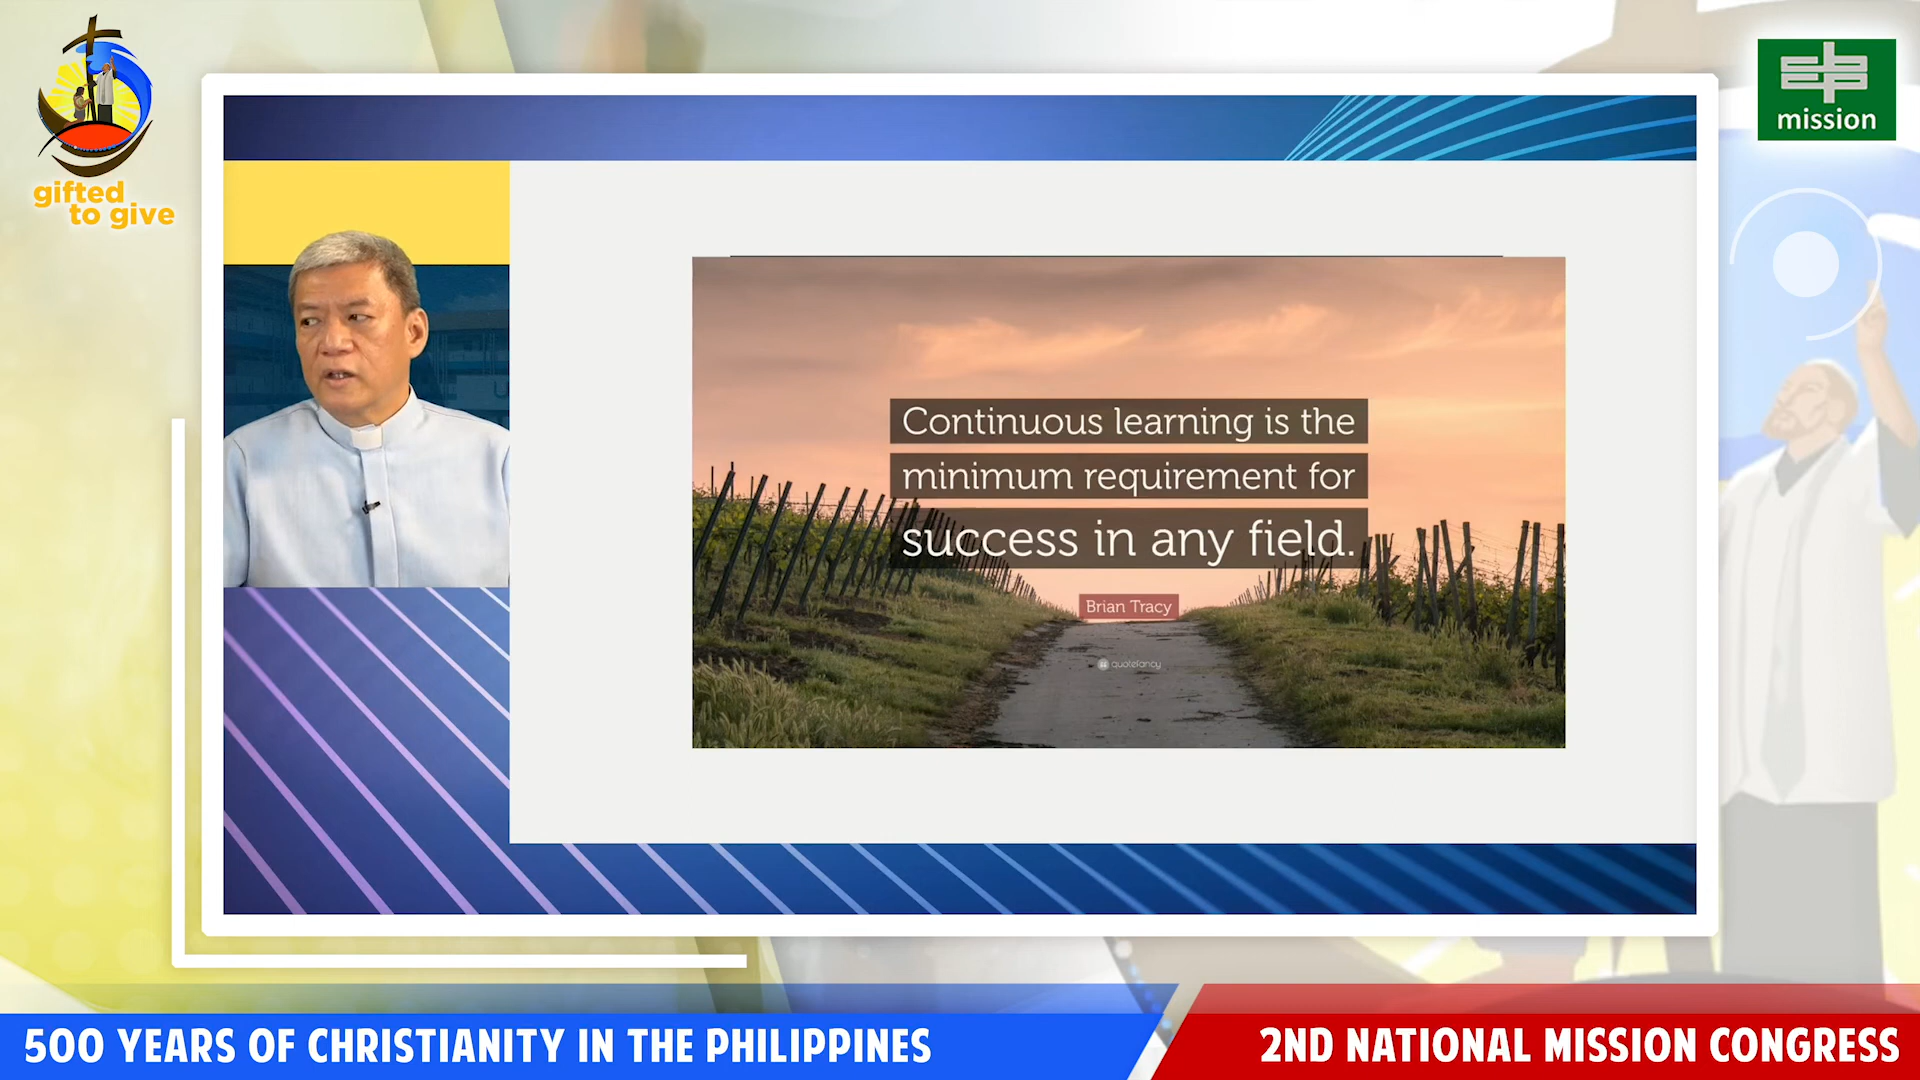 gifted
to give
mission
Continuous learning is the
minimum requirement for
success in any field.
Brian Tracy
quotefancy
500 YEARS OF CHRISTIANITY IN THE PHILIPPINES
2ND NATIONAL MISSION CONGRESS